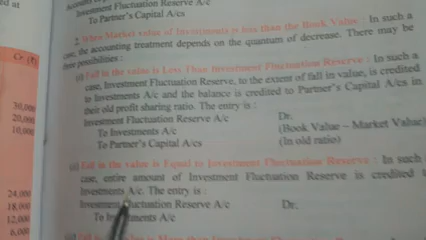 Investment Fluctuation Reserve A/c
To Partner's Capital A/cs
2. When Market value of Investments is less than the Book Value : In such a
case, the accounting treatment depends on the quantum of decrease. There may be
three possibilities :
(i) Fall in the value is Less Than Investment Fluctuation Reserve : In such a
case, Investment Fluctuation Reserve, to the extent of fall in value, is credited
to Investments A/c and the balance is credited to Partner's Capital A/cs in
their old profit sharing ratio. The entry is :
Investment Fluctuation Reserve A/c Dr.
To Investments A/c (Book Value – Market Value)
To Partner's Capital A/cs (In old ratio)
(ii) Fall in the value is Equal to Investment Fluctuation Reserve : In such
case, entire amount of Investment Fluctuation Reserve is credited
Investments A/c. The entry is :
Investment Fluctuation Reserve A/c Dr.
To Investments A/c
Cr (₹)
30,000
20,000
10,000
24,000
18,000
12,000
6,000